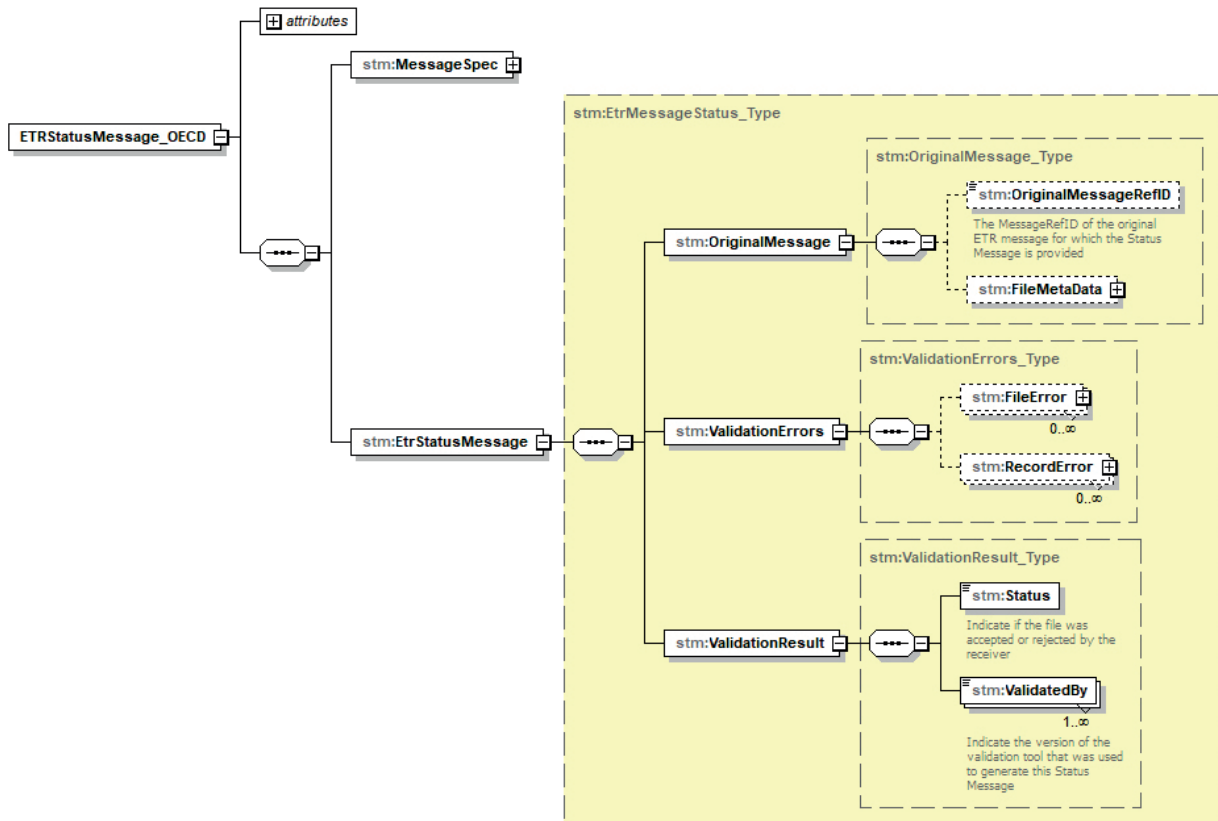 attributes
stm:MessageSpec
ETRStatusMessage_OECD
stm:EtrMessageStatus_Type
stm:OriginalMessage_Type
stm:OriginalMessageRefID
The MessageRefID of the original
ETR message for which the Status
Message is provided
stm:OriginalMessage
stm:FileMetaData
stm:ValidationErrors_Type
stm:FileError
0..∞
stm:EtrStatusMessage
stm:ValidationErrors
stm:RecordError
0..∞
stm:ValidationResult_Type
stm:Status
Indicate if the file was
accepted or rejected by the
receiver
stm:ValidationResult
stm:ValidatedBy
1..∞
Indicate the version of the
validation tool that was used
to generate this Status
Message